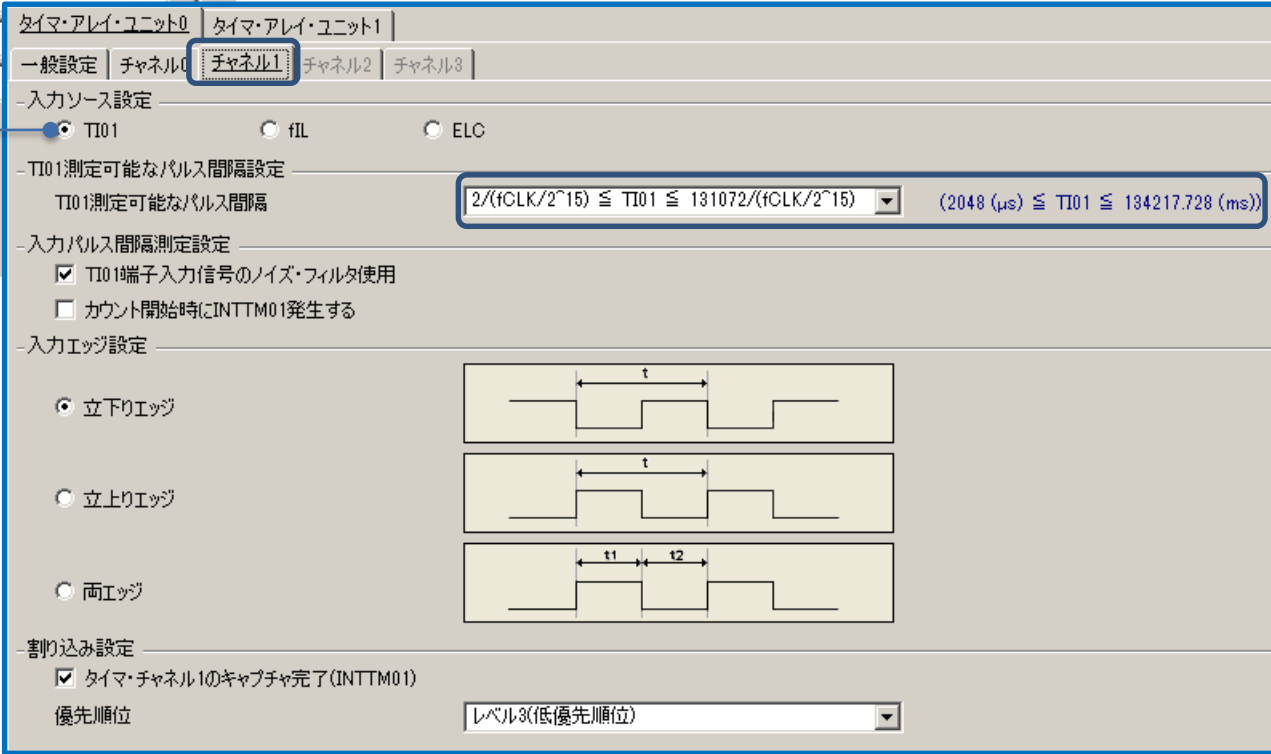 タイマ・アレイ・ユニット0 タイマ・アレイ・ユニット1
一般設定 チャネル0 チャネル1 チャネル2 チャネル3
入力ソース設定
TI01 fIL ELC
TI01測定可能なパルス間隔設定
TI01測定可能なパルス間隔 2/(fCLK/2^15) ≦ TI01 ≦ 131072/(fCLK/2^15) (2048 (μs) ≦ TI01 ≦ 134217.728 (ms))
入力パルス間隔測定設定
TI01端子入力信号のノイズ・フィルタ使用
カウント開始時にINTTM01発生する
入力エッジ設定
t
立下りエッジ
t
立上りエッジ
t1 t2
両エッジ
割り込み設定
タイマ・チャネル1のキャプチャ完了(INTTM01)
優先順位 レベル3(低優先順位)